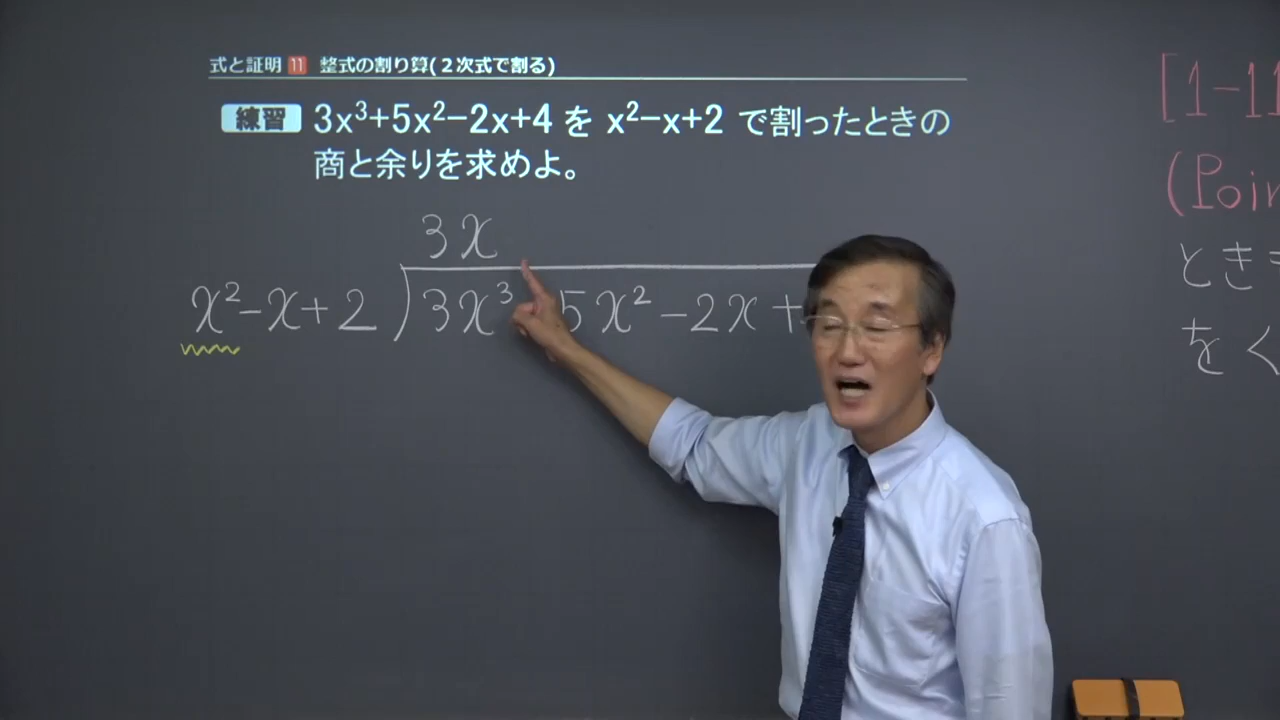 式と証明 11 整式の割り算(2次式で割る)
練習 3x³+5x²−2x+4 を x²−x+2 で割ったときの
商と余りを求めよ。
3x
x²-x+2 ) 3x³ 5x² -2x+
[1-11
(Poin
とき
をく